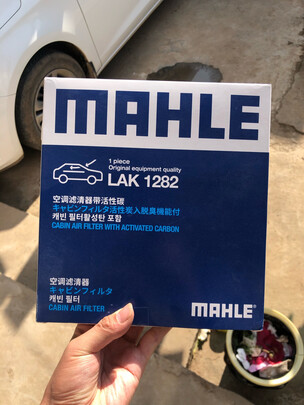 MAHLE
1 piece
Original equipment quality
LAK 1282
空调滤清器带活性碳
キャビンフィルタ活性炭入脱臭機能付
캐빈 필터활성탄 포함
CABIN AIR FILTER WITH ACTIVATED CARBON
空调滤清器
キャビンフィルタ
캐빈 필터
CABIN AIR FILTER
MAHLE®